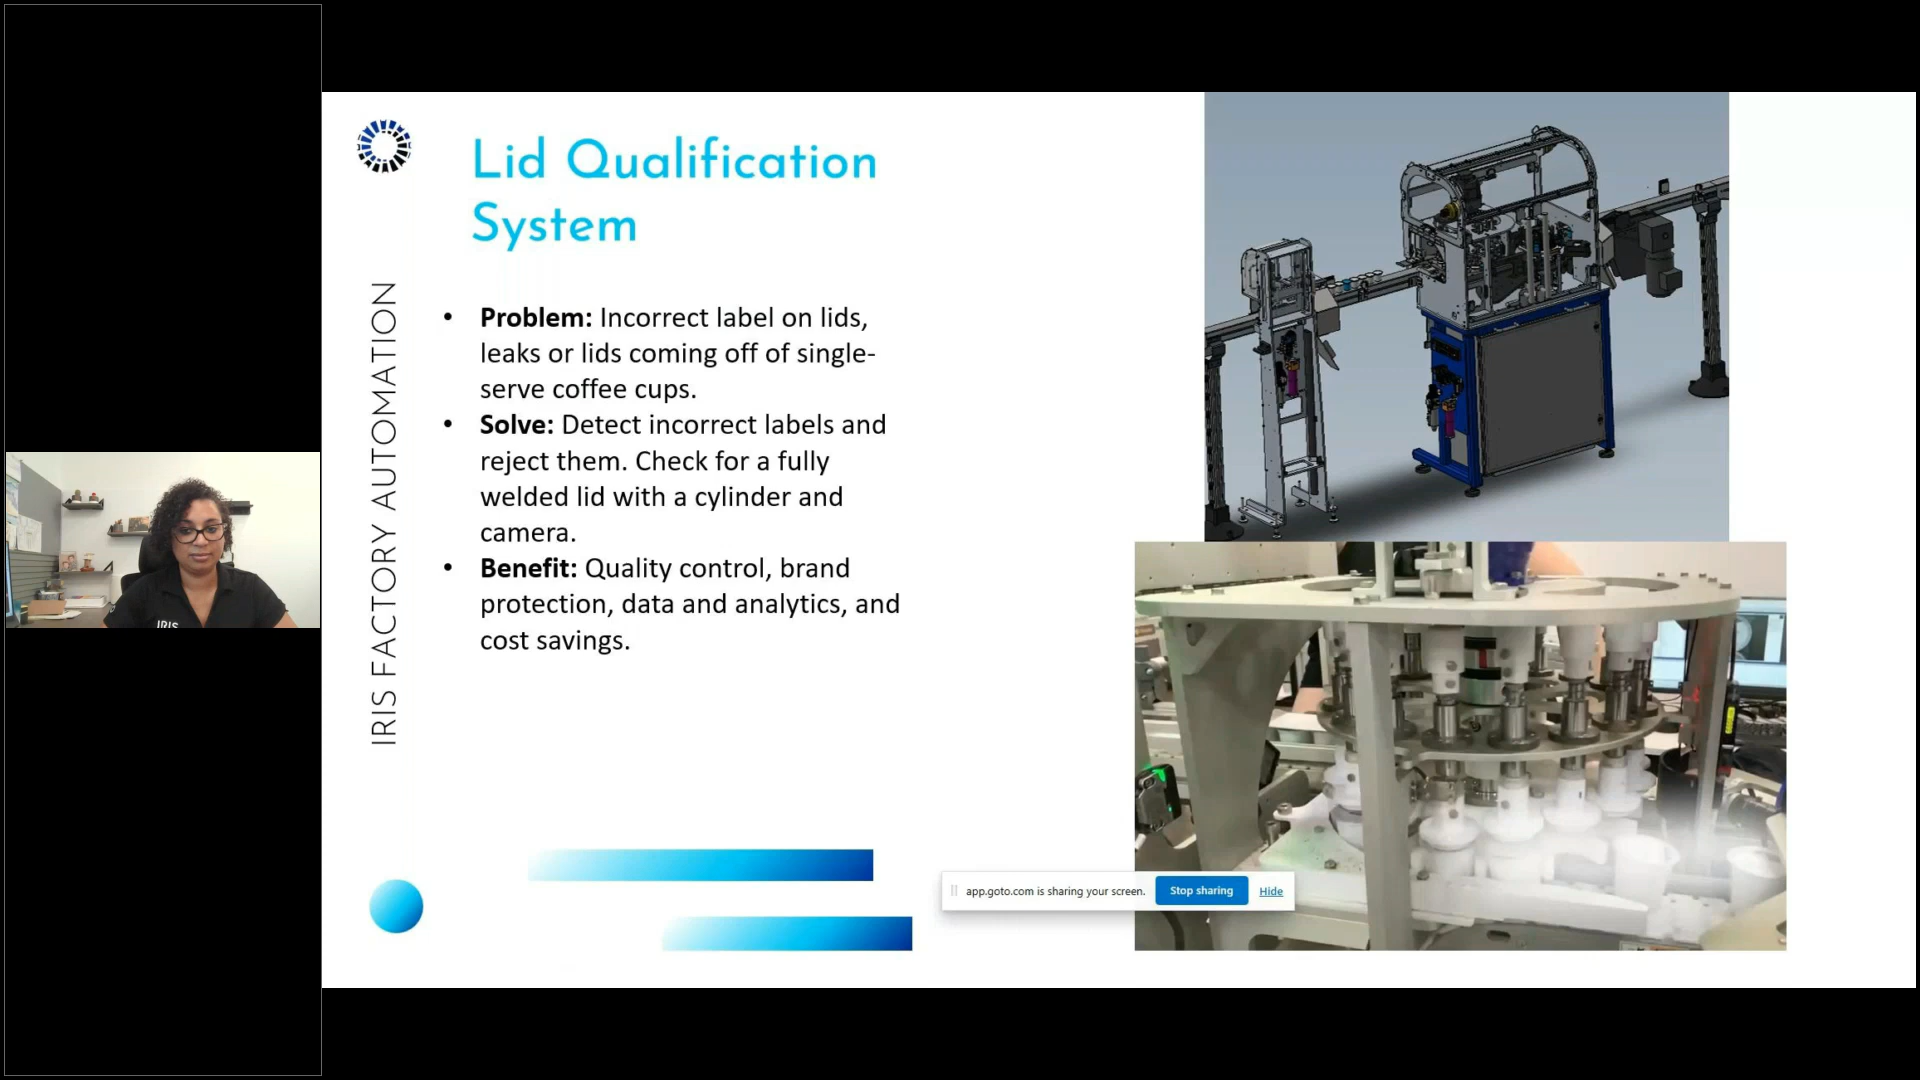 Lid Qualification
System
IRIS FACTORY AUTOMATION
• Problem: Incorrect label on lids,
leaks or lids coming off of single-
serve coffee cups.
• Solve: Detect incorrect labels and
reject them. Check for a fully
welded lid with a cylinder and
camera.
• Benefit: Quality control, brand
protection, data and analytics, and
cost savings.
IRIS
app.goto.com is sharing your screen. Stop sharing Hide